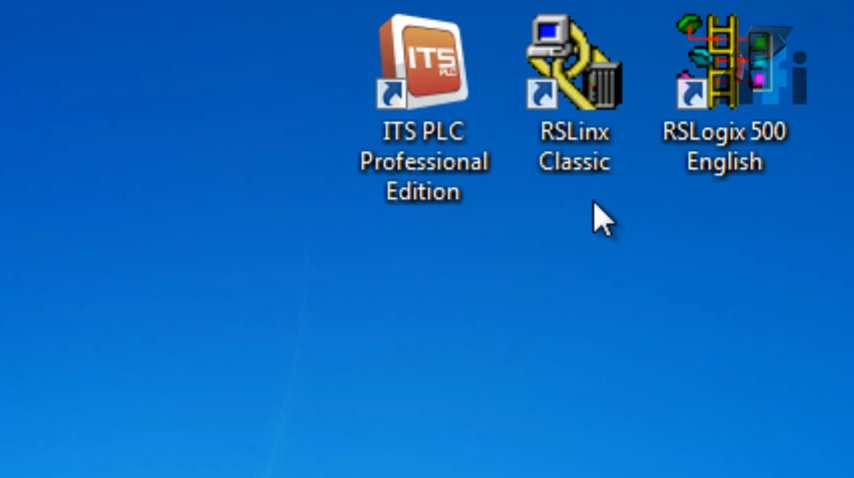 ITS
PLC
ITS PLC
Professional
Edition
RSLinx
Classic
RSLogix 500
English